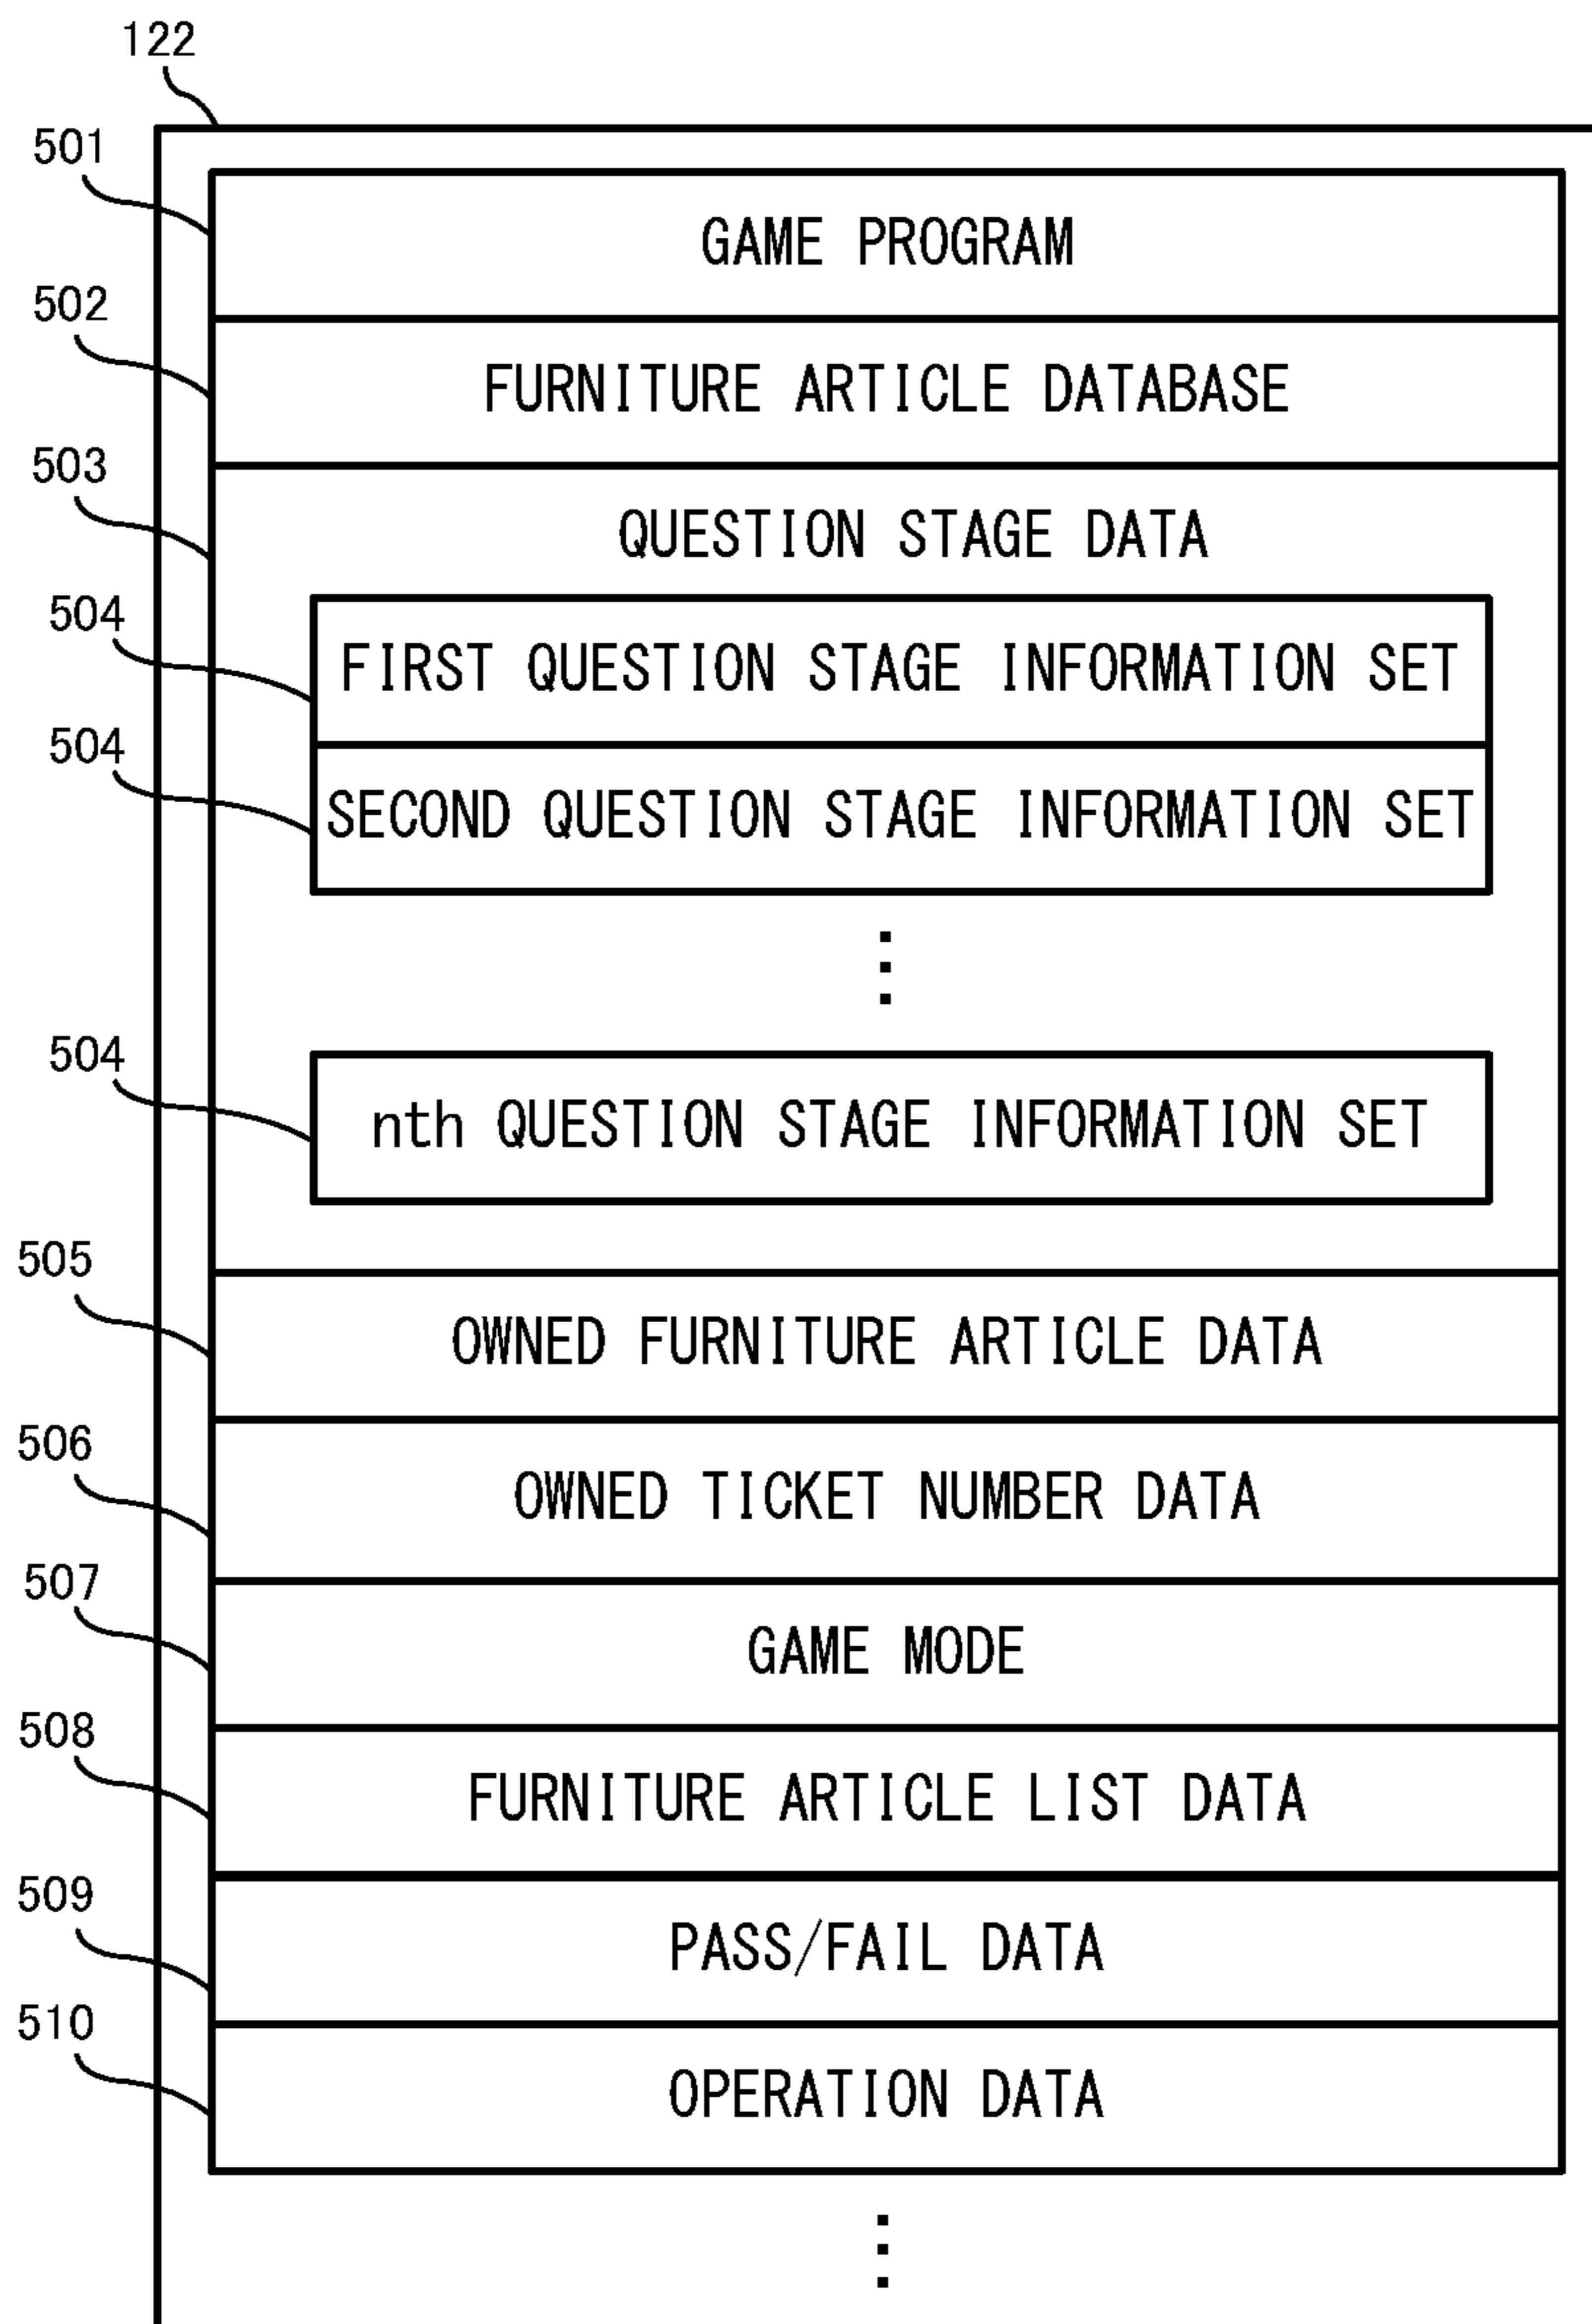 122
501
GAME PROGRAM
502
FURNITURE ARTICLE DATABASE
503
QUESTION STAGE DATA
504
FIRST QUESTION STAGE INFORMATION SET
504
SECOND QUESTION STAGE INFORMATION SET
504
nth QUESTION STAGE INFORMATION SET
505
OWNED FURNITURE ARTICLE DATA
506
OWNED TICKET NUMBER DATA
507
GAME MODE
508
FURNITURE ARTICLE LIST DATA
509
PASS/FAIL DATA
510
OPERATION DATA